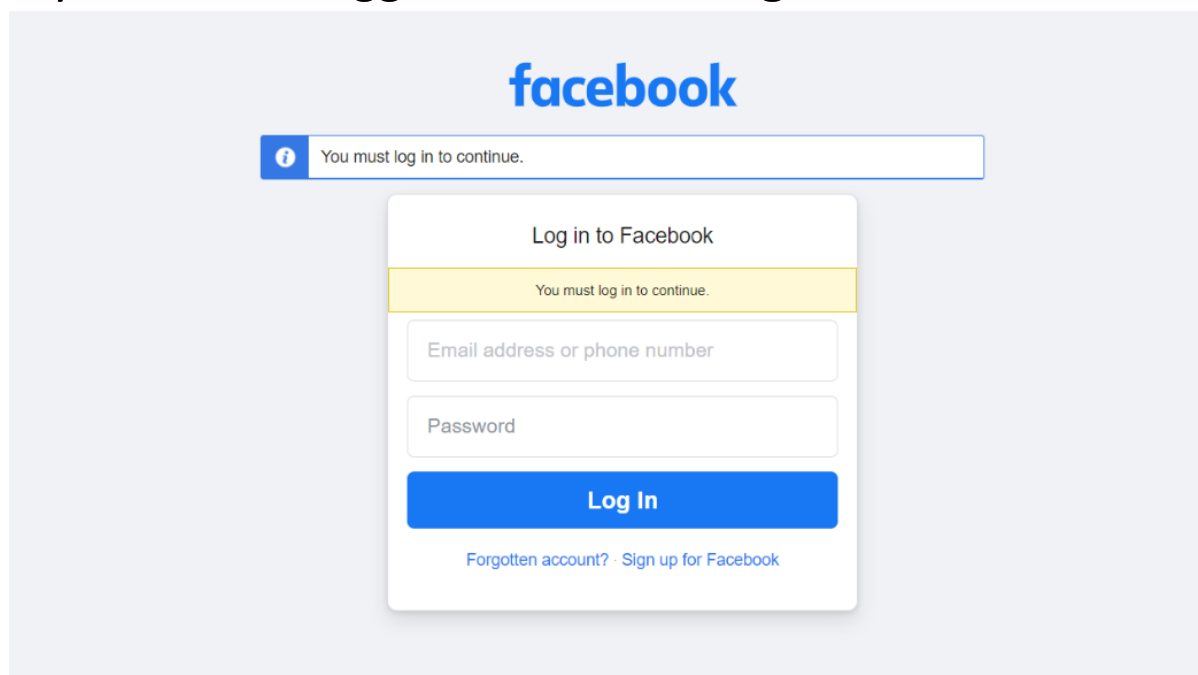 facebook
You must log in to continue.
Log in to Facebook
You must log in to continue.
Email address or phone number
Password
Log In
Forgotten account? · Sign up for Facebook